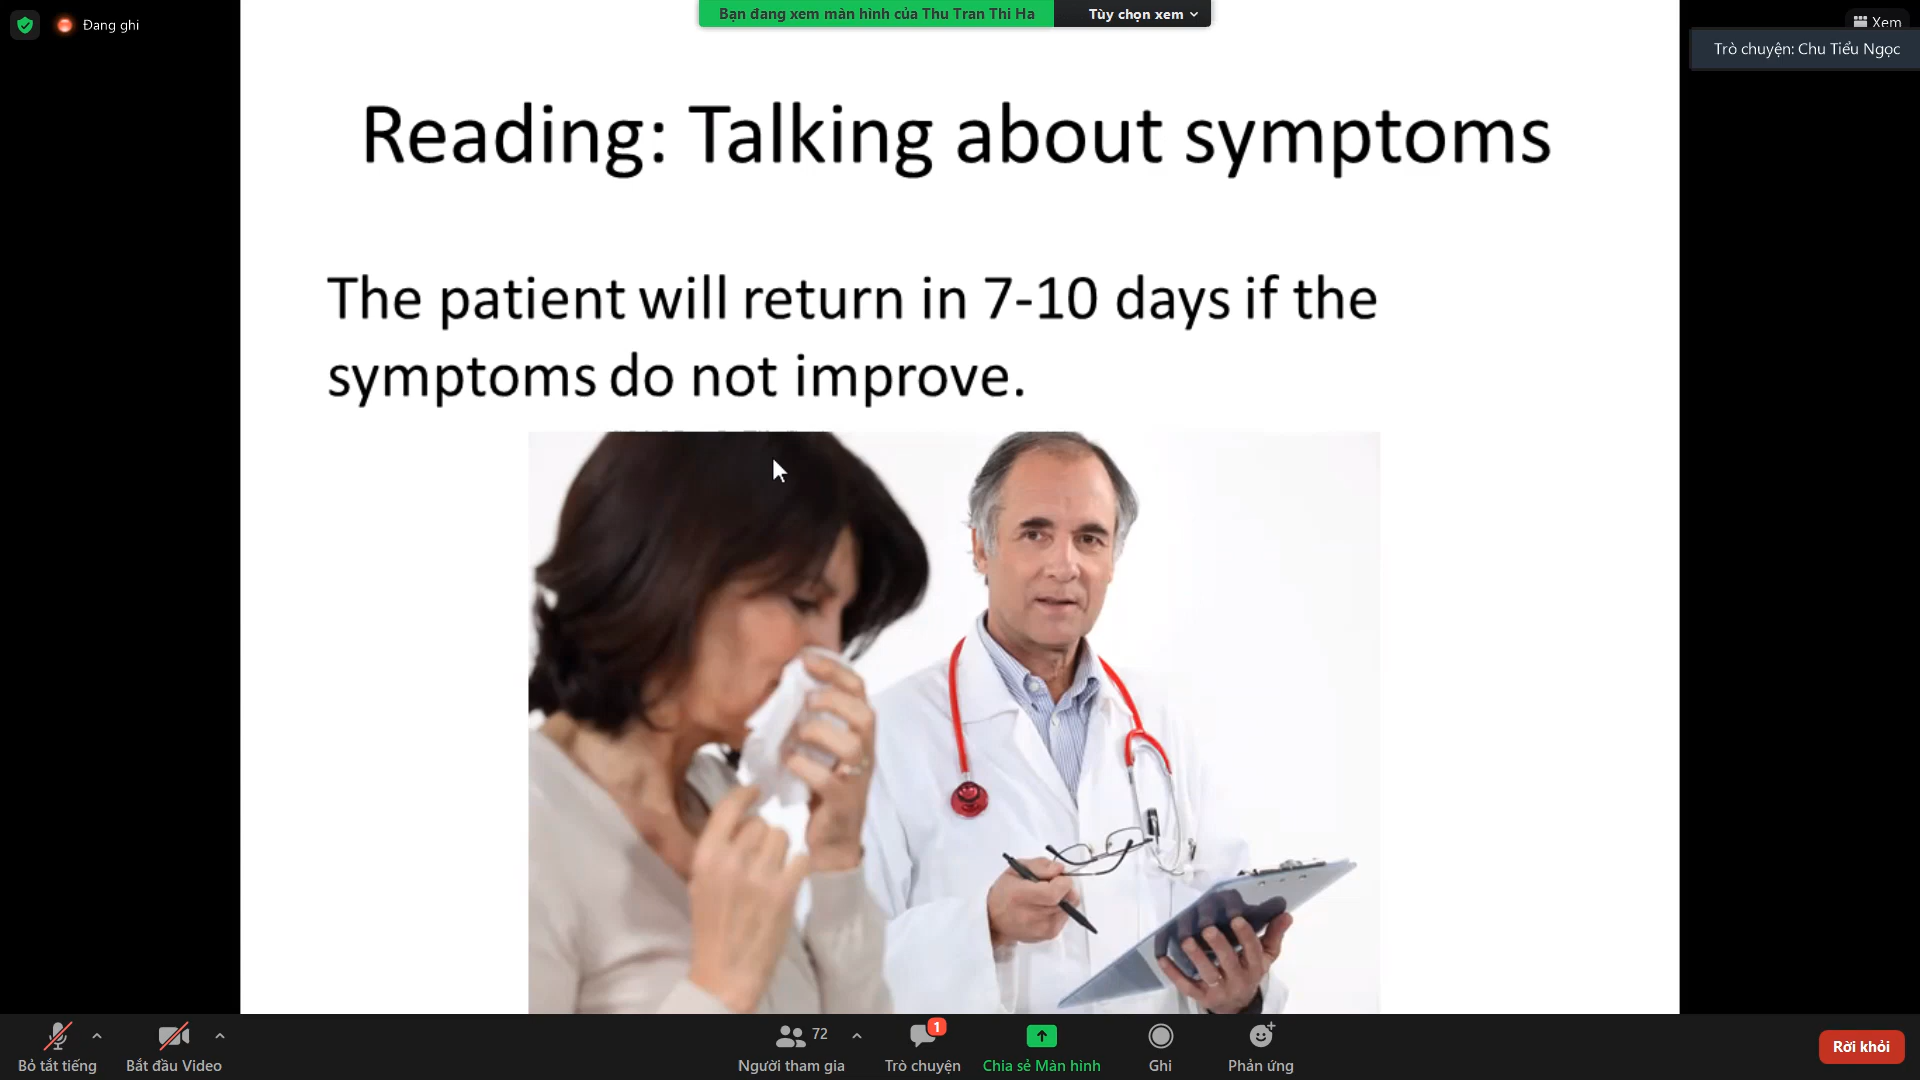 Đang ghi
Bạn đang xem màn hình của Thu Tran Thi Ha
Tùy chọn xem
Xem
Trò chuyện: Chu Tiểu Ngọc
Reading: Talking about symptoms
The patient will return in 7-10 days if the
symptoms do not improve.
Bỏ tắt tiếng
Bắt đầu Video
72
Người tham gia
1
Trò chuyện
Chia sẻ Màn hình
Ghi
Phản ứng
Rời khỏi